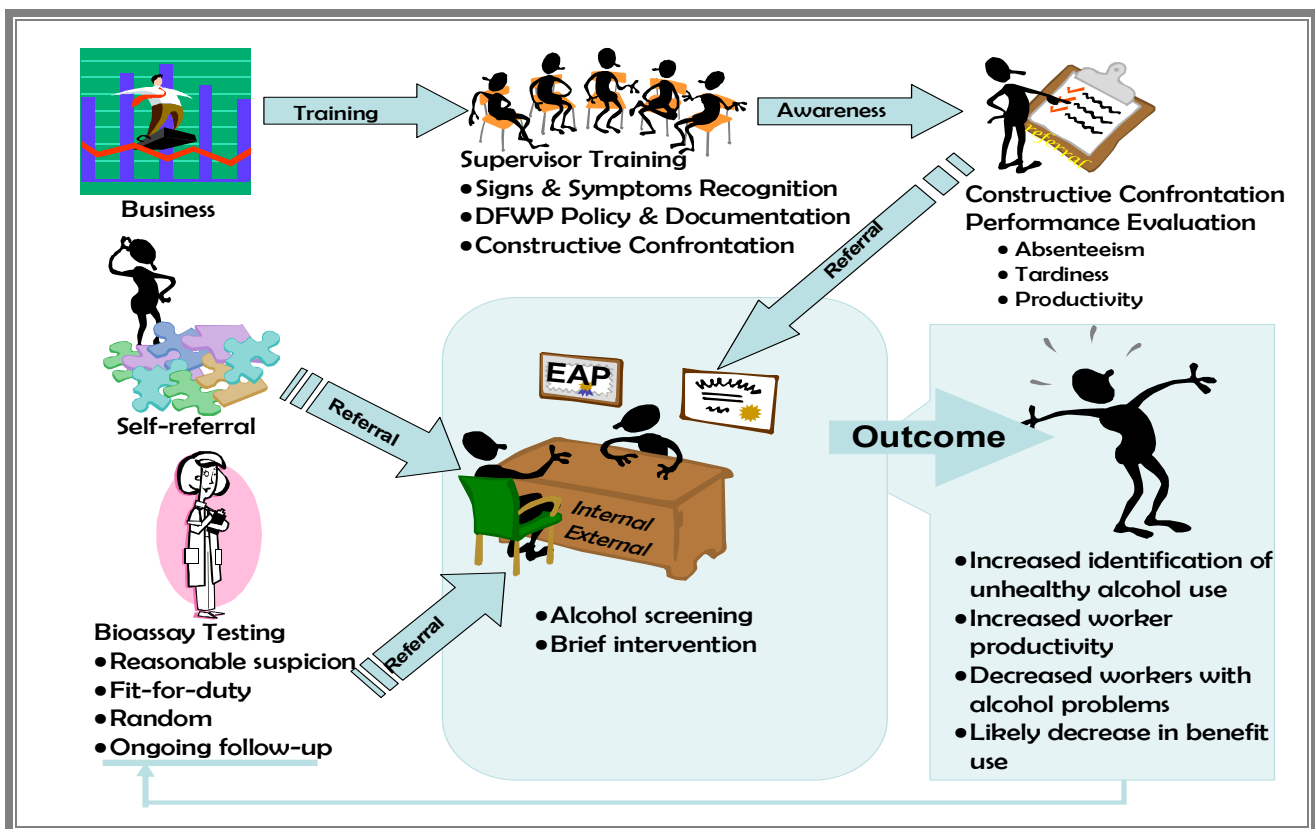 Training
Awareness
Business
Supervisor Training
•Signs & Symptoms Recognition
•DFWP Policy & Documentation
•Constructive Confrontation
referral
Constructive Confrontation
Performance Evaluation
• Absenteeism
• Tardiness
• Productivity
Referral
Self-referral
Referral
Bioassay Testing
•Reasonable suspicion
•Fit-for-duty
•Random
•Ongoing follow-up
Referral
EAP
Internal
External
•Alcohol screening
•Brief intervention
Outcome
•Increased identification of
unhealthy alcohol use
•Increased worker
productivity
•Decreased workers with
alcohol problems
•Likely decrease in benefit
use